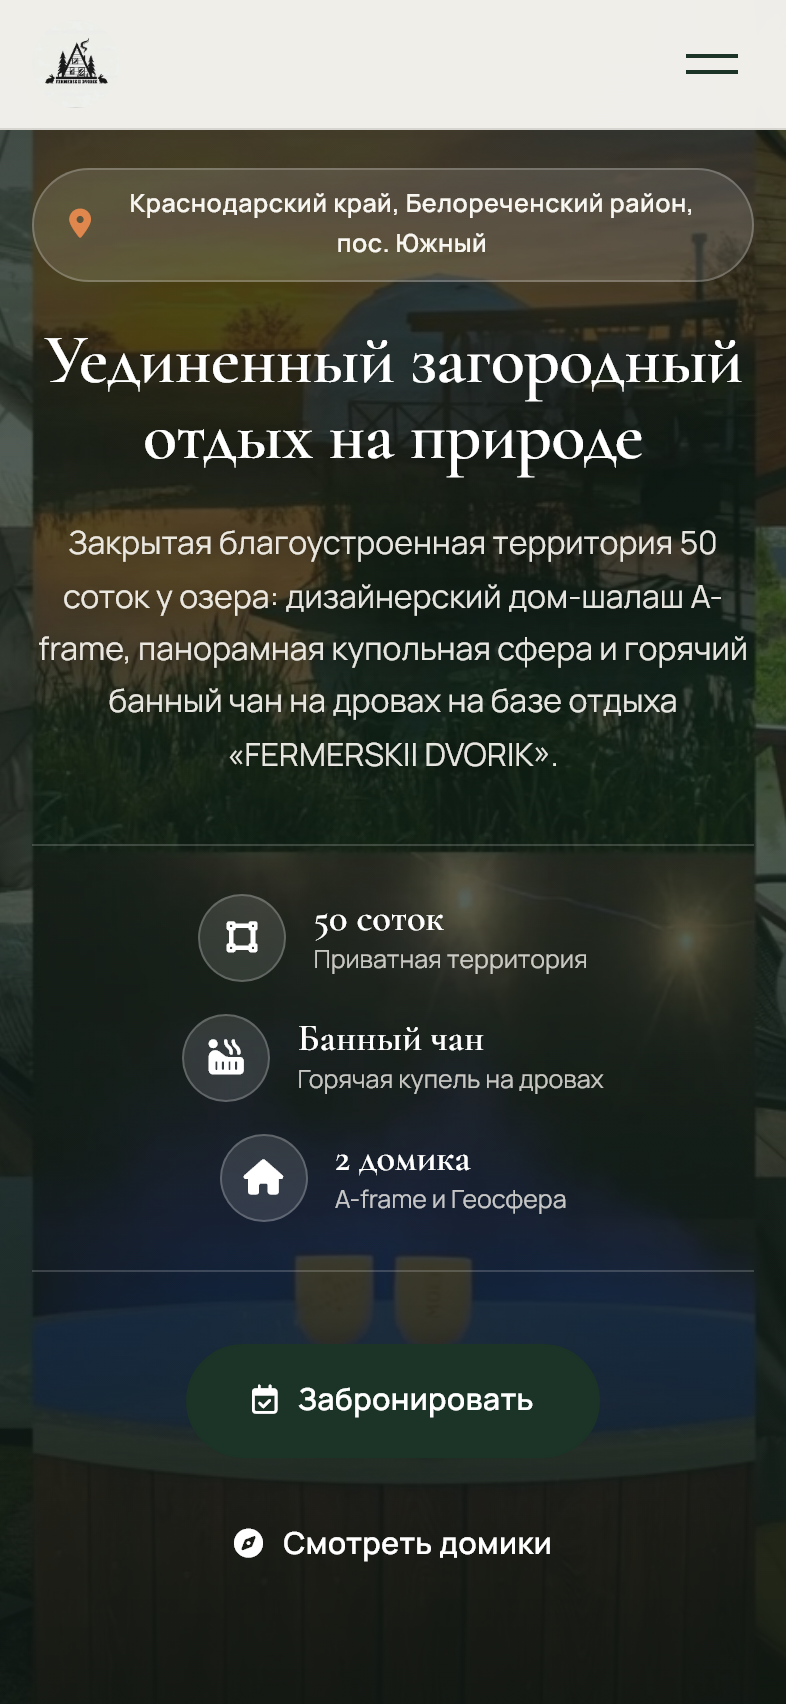 FERMERSKII DVORIK
Краснодарский край, Белореченский район,
пос. Южный
Уединенный загородный
отдых на природе
Закрытая благоустроенная территория 50
соток у озера: дизайнерский дом-шалаш A-
frame, панорамная купольная сфера и горячий
банный чан на дровах на базе отдыха
«FERMERSKII DVORIK».
50 соток
Приватная территория
Банный чан
Горячая купель на дровах
2 домика
A-frame и Геосфера
Забронировать
Смотреть домики